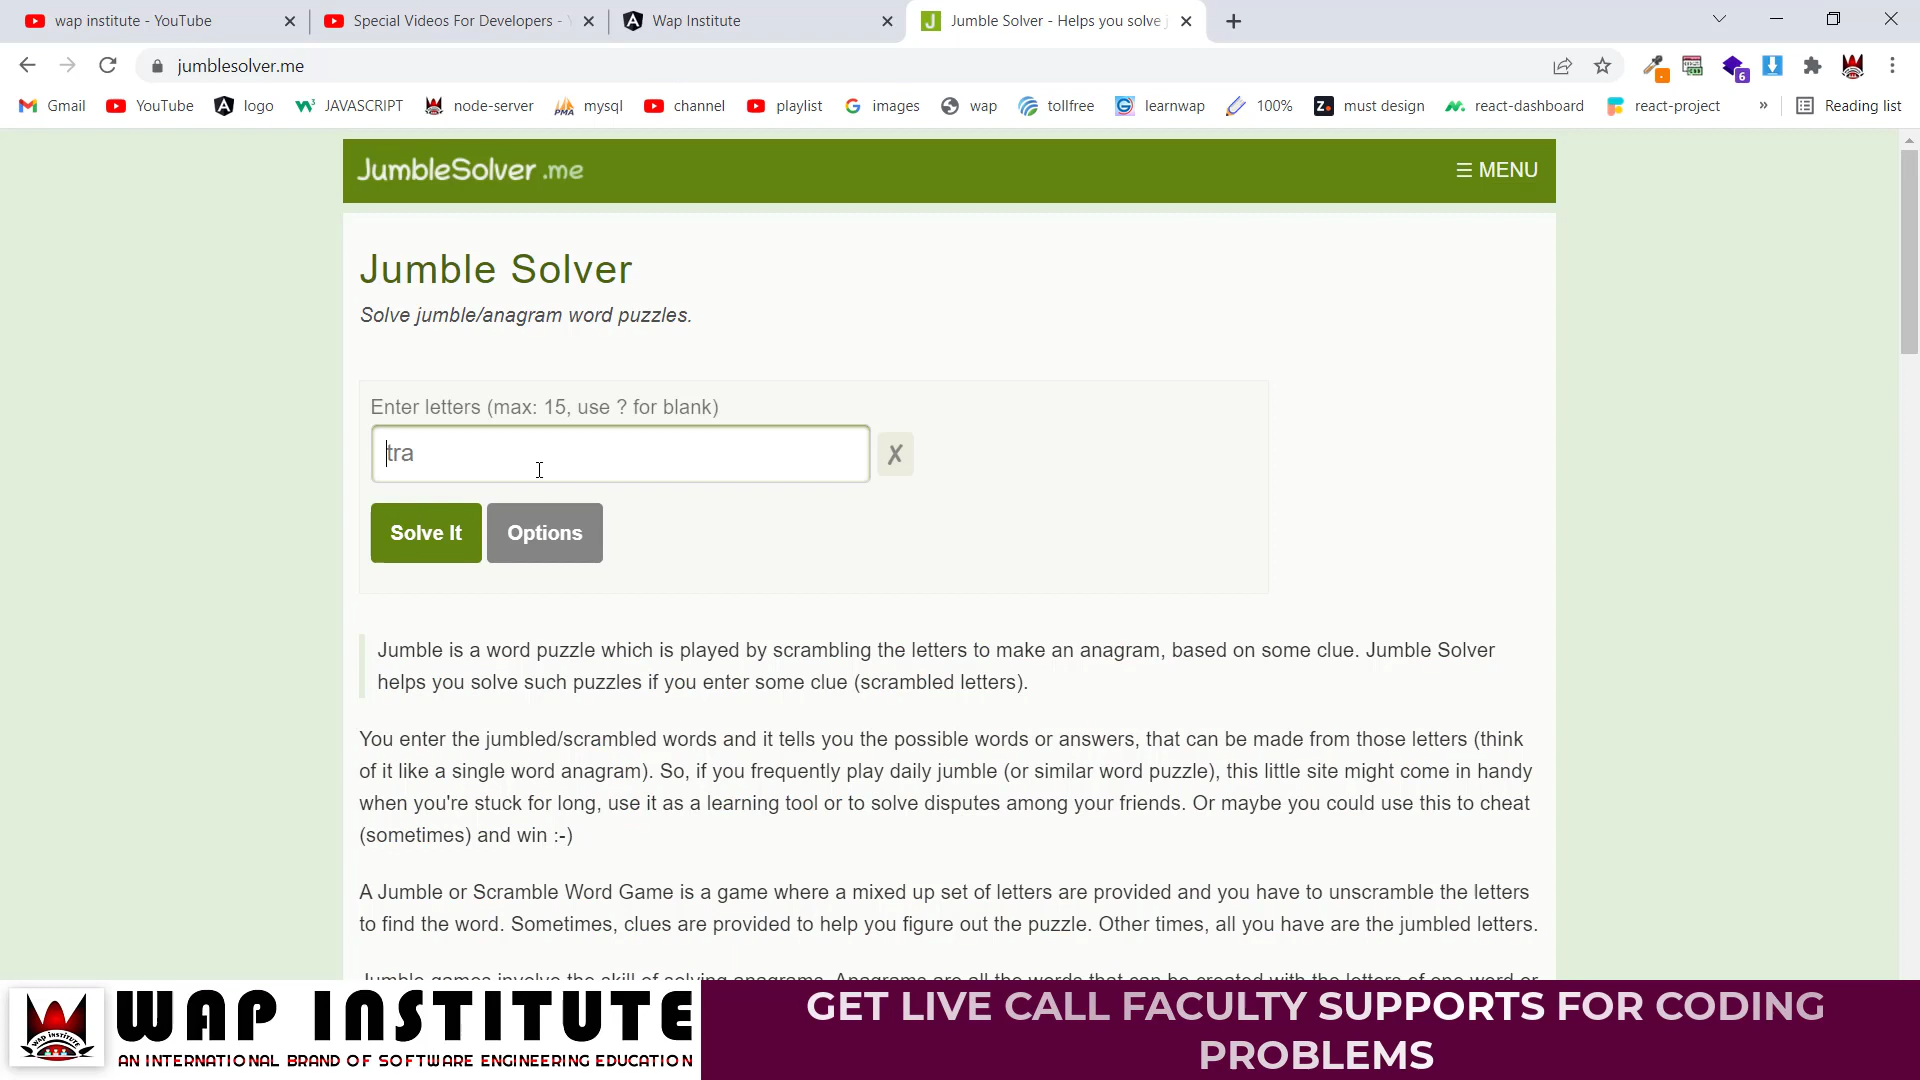 wap institute - YouTube
Special Videos For Developers -
Wap Institute
Jumble Solver - Helps you solve
jumblesolver.me
Gmail
YouTube
logo
JAVASCRIPT
node-server
mysql
channel
playlist
images
wap
tollfree
learnwap
100%
must design
react-dashboard
react-project
»
Reading list
JumbleSolver .me
☰ MENU
Jumble Solver
Solve jumble/anagram word puzzles.
Enter letters (max: 15, use ? for blank)
tra
X
Solve It
Options
Jumble is a word puzzle which is played by scrambling the letters to make an anagram, based on some clue. Jumble Solver
helps you solve such puzzles if you enter some clue (scrambled letters).
You enter the jumbled/scrambled words and it tells you the possible words or answers, that can be made from those letters (think
of it like a single word anagram). So, if you frequently play daily jumble (or similar word puzzle), this little site might come in handy
when you're stuck for long, use it as a learning tool or to solve disputes among your friends. Or maybe you could use this to cheat
(sometimes) and win :-)
A Jumble or Scramble Word Game is a game where a mixed up set of letters are provided and you have to unscramble the letters
to find the word. Sometimes, clues are provided to help you figure out the puzzle. Other times, all you have are the jumbled letters.
Jumble games involve the skill of solving anagrams. Anagrams are all the words that can be created with the letters of one word or
WAP INSTITUTE
AN INTERNATIONAL BRAND OF SOFTWARE ENGINEERING EDUCATION
GET LIVE CALL FACULTY SUPPORTS FOR CODING
PROBLEMS